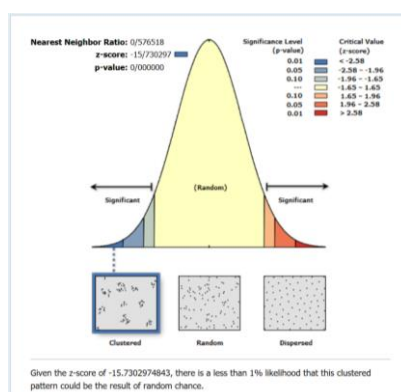 Nearest Neighbor Ratio: 0/576518
z-score: -15/730297
p-value: 0/000000
Significance Level
(p-value)
Critical Value
(z-score)
0.01 < -2.58
0.05 -2.58 - -1.96
0.10 -1.96 - -1.65
--- -1.65 - 1.65
0.10 1.65 - 1.96
0.05 1.96 - 2.58
0.01 > 2.58
(Random)
Significant Significant
Clustered Random Dispersed
Given the z-score of -15.7302974843, there is a less than 1% likelihood that this clustered
pattern could be the result of random chance.